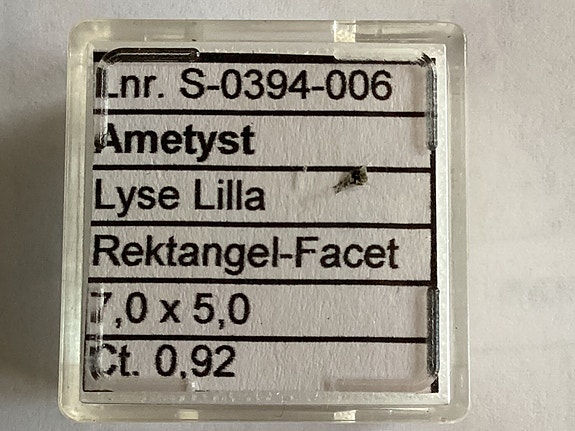 Lnr. S-0394-006
Ametyst
Lyse Lilla
Rektangel-Facet
7,0 x 5,0
Ct. 0,92